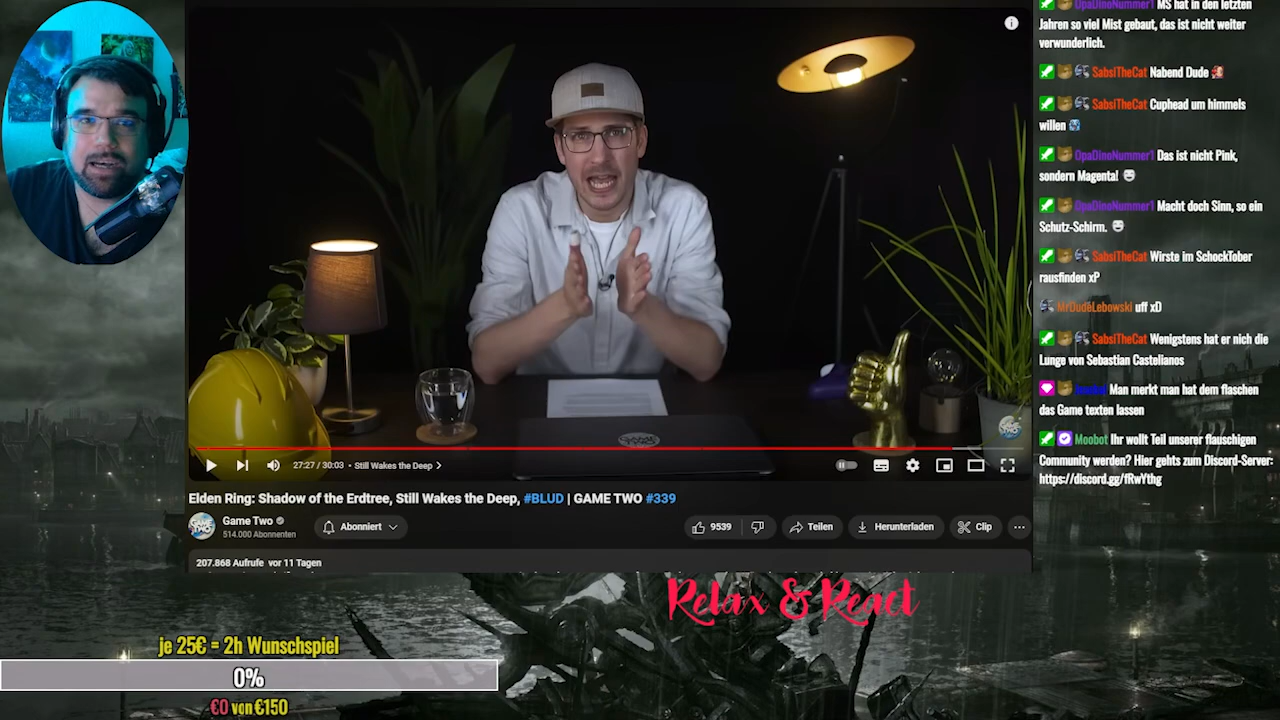 OpaDinoNummer1 MS hat in den letzten
Jahren so viel Mist gebaut, das ist nicht weiter
verwunderlich.
SabsiTheCat Nabend Dude
SabsiTheCat Cuphead um himmels
willen
OpaDinoNummer1 Das ist nicht Pink,
sondern Magenta!
OpaDinoNummer1 Macht doch Sinn, so ein
Schutz-Schirm.
SabsiTheCat Wirste im SchockTober
rausfinden xP
MrDudeLebowski uff xD
SabsiTheCat Wenigstens hat er nich die
Lunge von Sebastian Castellanos
Man merkt man hat dem flaschen
das Game texten lassen
Moobot Ihr wollt Teil unserer flauschigen
Community werden? Hier gehts zum Discord-Server:
https://discord.gg/fRwYthg
27:27 / 30:03 • Still Wakes the Deep
Elden Ring: Shadow of the Erdtree, Still Wakes the Deep, #BLUD | GAME TWO #339
GAME TWO
Game Two
514.000 Abonnenten
Abonniert
9539
Teilen
Herunterladen
Clip
207.868 Aufrufe vor 11 Tagen
Relax & React
je 25€ = 2h Wunschspiel
0%
€0 von €150